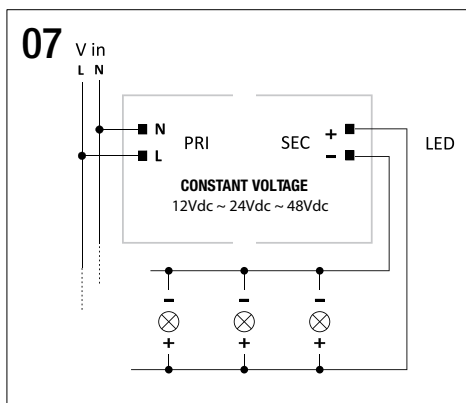 07
V in
L N
N
L
PRI
SEC
+
−
LED
CONSTANT VOLTAGE
12Vdc ~ 24Vdc ~ 48Vdc
− − −
+ + +